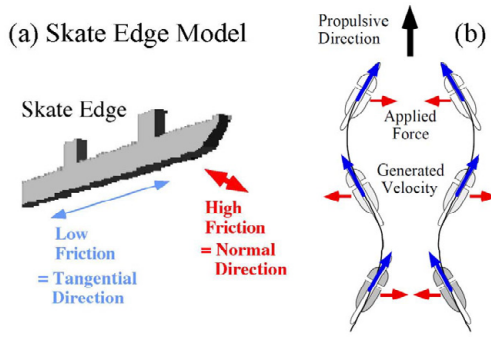 (a) Skate Edge Model
Skate Edge
Low
Friction
= Tangential
Direction
High
Friction
= Normal
Direction
Propulsive
Direction
(b)
Applied
Force
Generated
Velocity